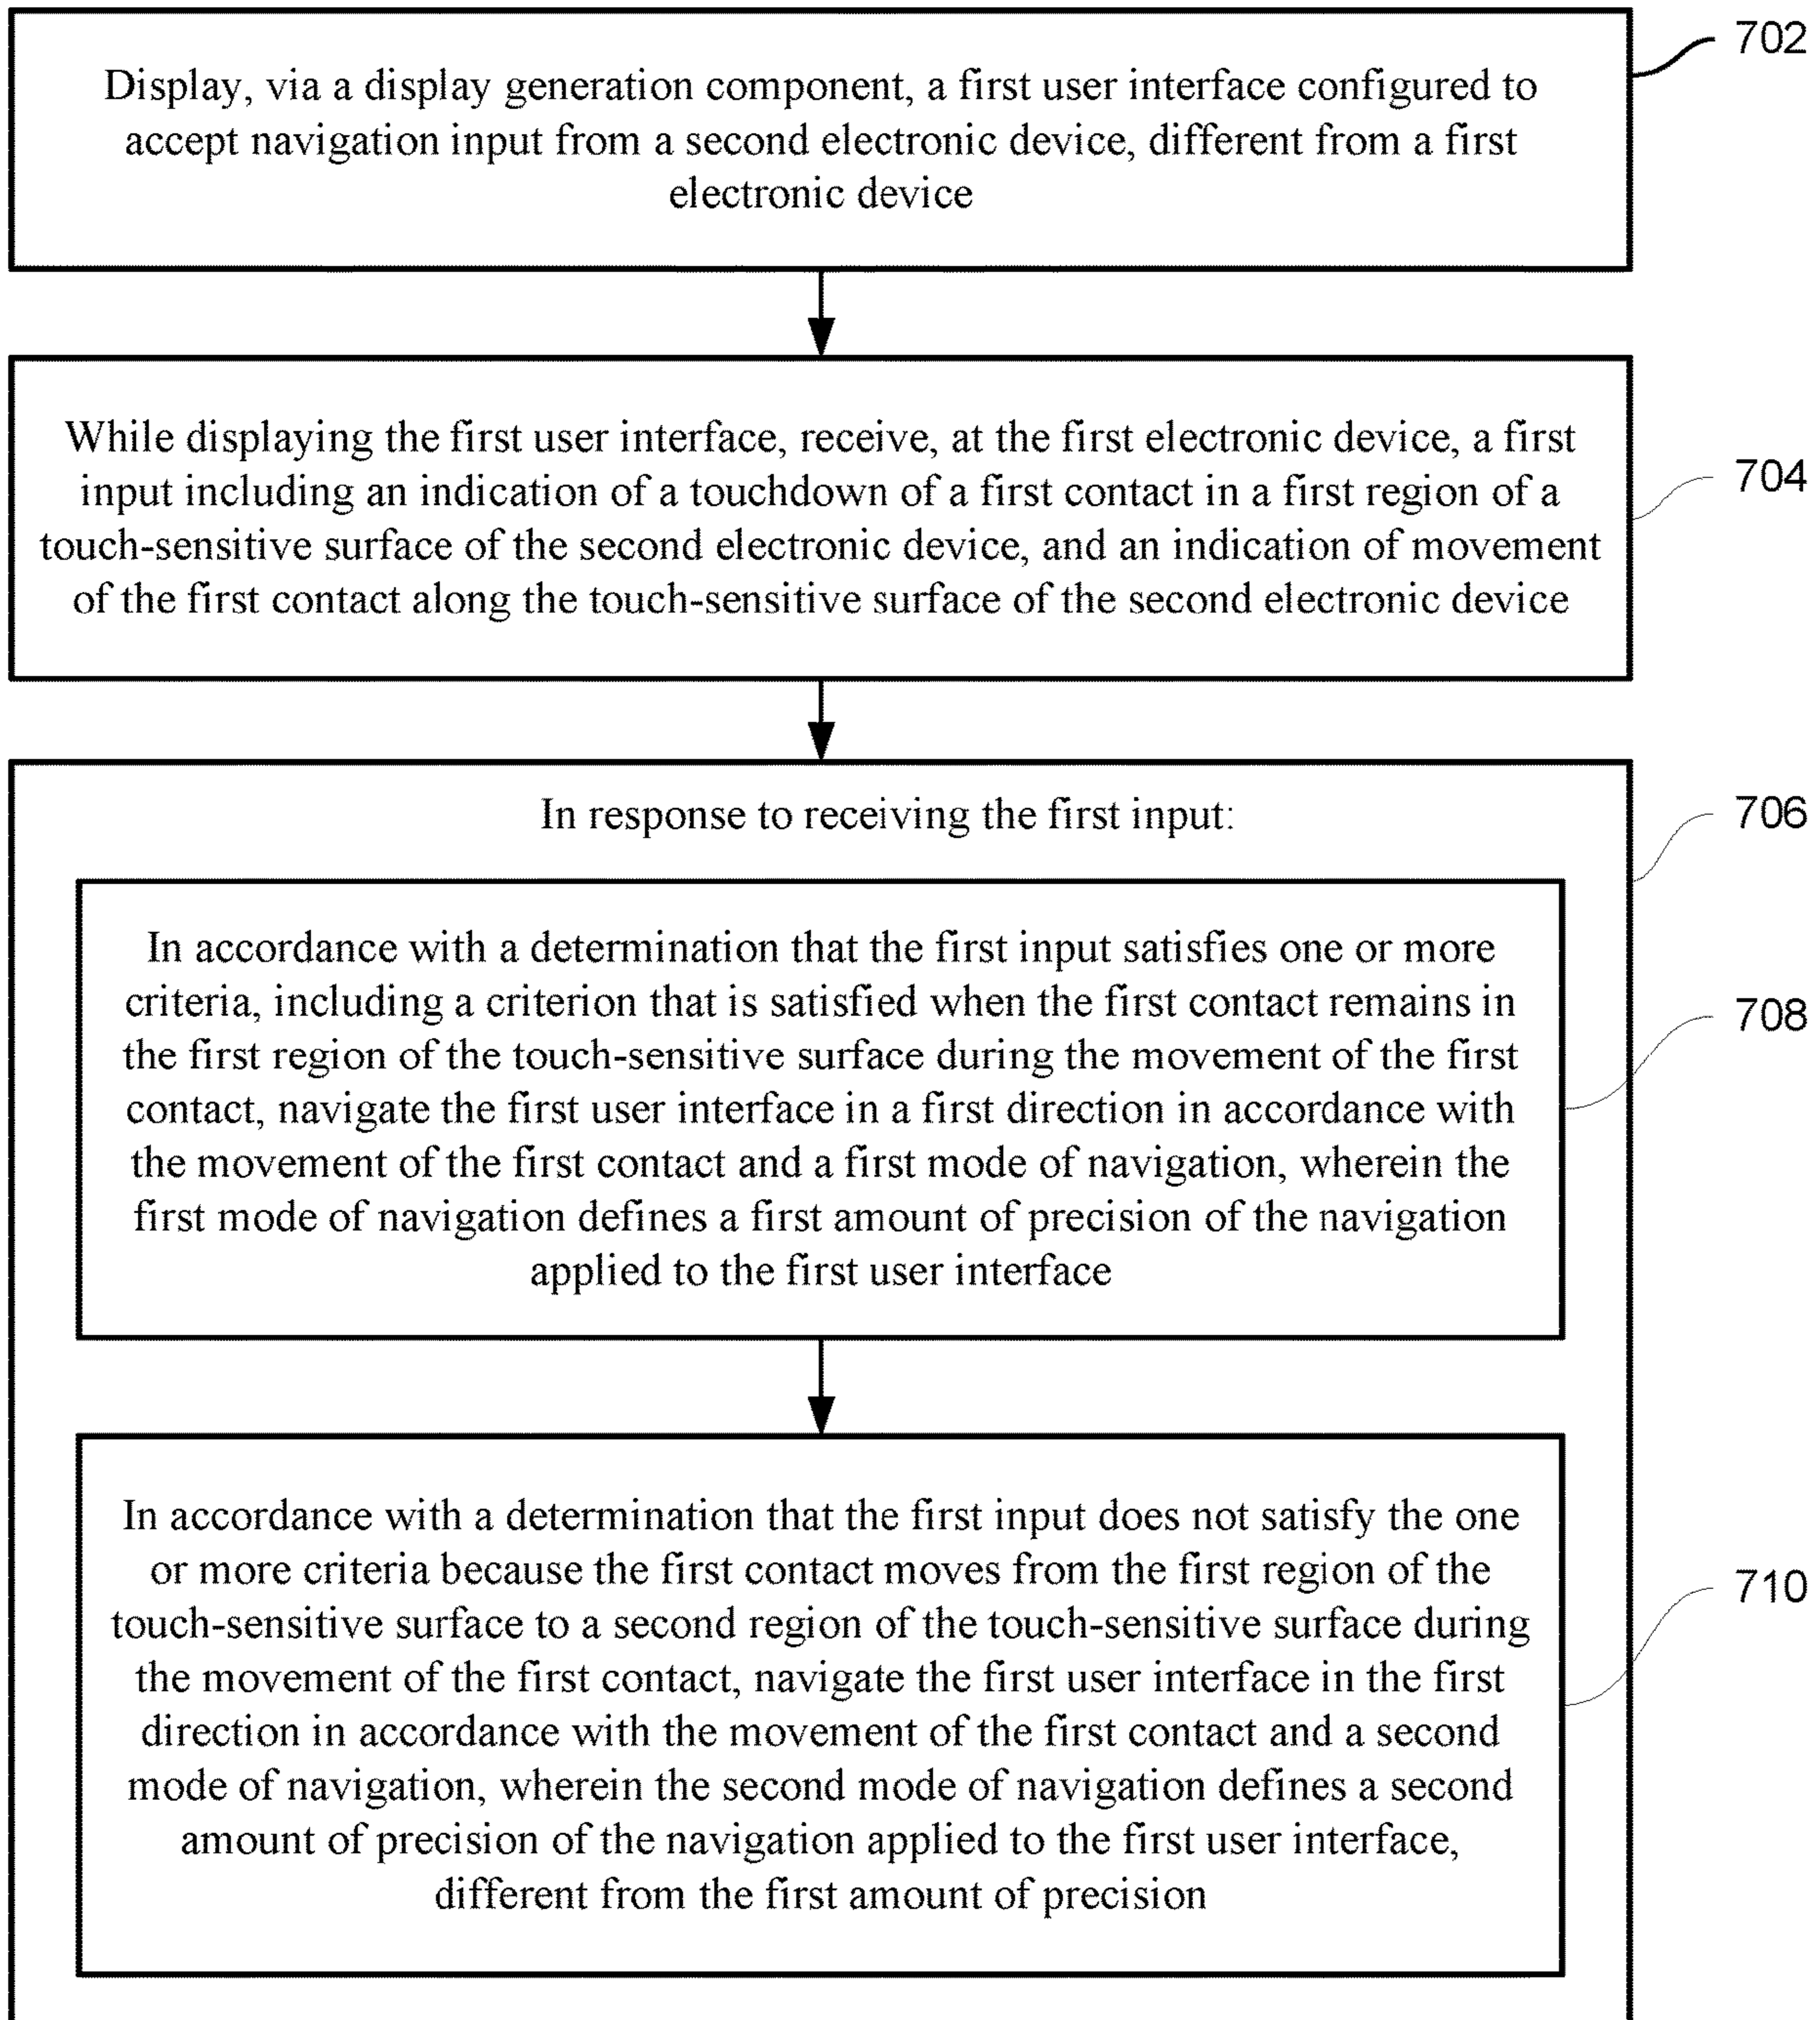 Display, via a display generation component, a first user interface configured to
accept navigation input from a second electronic device, different from a first
electronic device
702
While displaying the first user interface, receive, at the first electronic device, a first
input including an indication of a touchdown of a first contact in a first region of a
touch-sensitive surface of the second electronic device, and an indication of movement
of the first contact along the touch-sensitive surface of the second electronic device
704
In response to receiving the first input:
706
In accordance with a determination that the first input satisfies one or more
criteria, including a criterion that is satisfied when the first contact remains in
the first region of the touch-sensitive surface during the movement of the first
contact, navigate the first user interface in a first direction in accordance with
the movement of the first contact and a first mode of navigation, wherein the
first mode of navigation defines a first amount of precision of the navigation
applied to the first user interface
708
In accordance with a determination that the first input does not satisfy the one
or more criteria because the first contact moves from the first region of the
touch-sensitive surface to a second region of the touch-sensitive surface during
the movement of the first contact, navigate the first user interface in the first
direction in accordance with the movement of the first contact and a second
mode of navigation, wherein the second mode of navigation defines a second
amount of precision of the navigation applied to the first user interface,
different from the first amount of precision
710